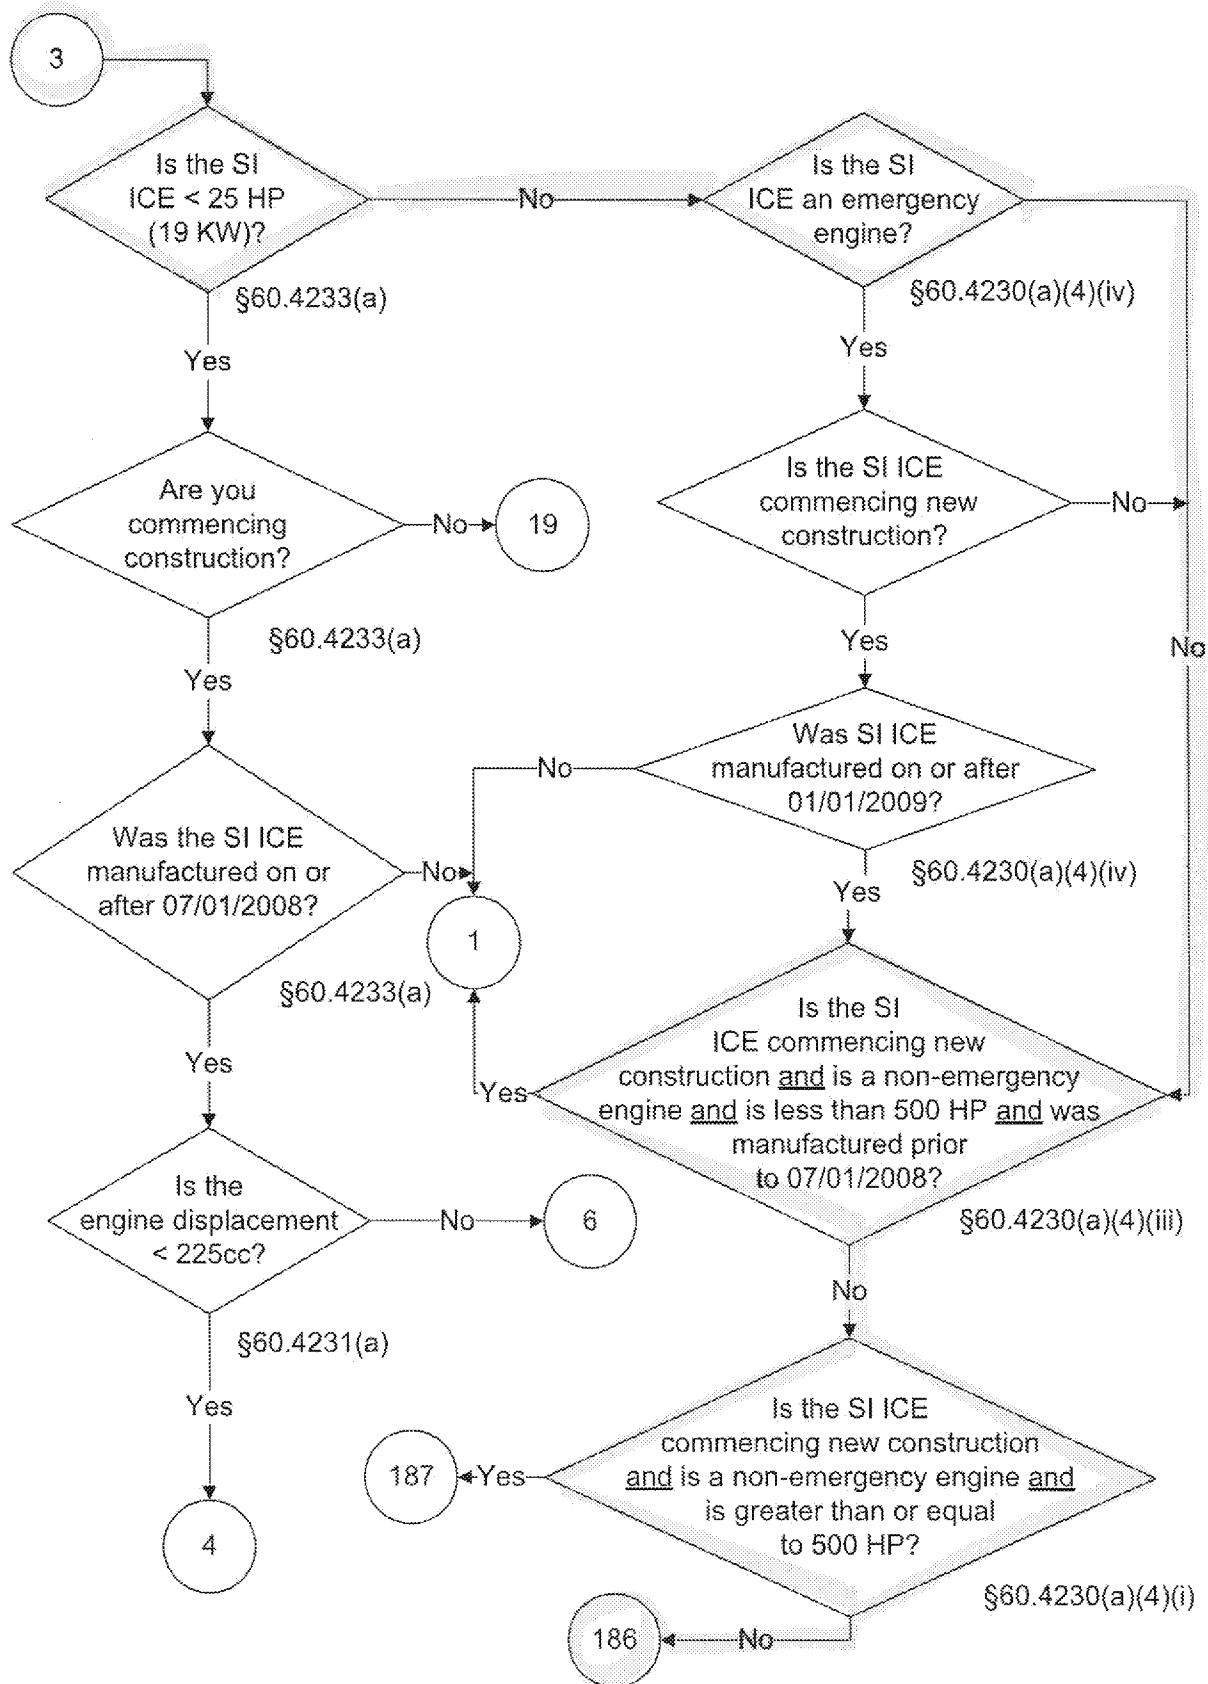 3
Is the SI
ICE < 25 HP
(19 KW)?
§60.4233(a)
No
Is the SI
ICE an emergency
engine?
§60.4230(a)(4)(iv)
Yes
Yes
Are you
commencing
construction?
§60.4233(a)
No
19
Is the SI ICE
commencing new
construction?
No
Yes
Yes
No
Was SI ICE
manufactured on or after
01/01/2009?
§60.4230(a)(4)(iv)
No
Yes
Was the SI ICE
manufactured on or
after 07/01/2008?
§60.4233(a)
No
1
Yes
Is the SI
ICE commencing new
construction and is a non-emergency
engine and is less than 500 HP and was
manufactured prior
to 07/01/2008?
§60.4230(a)(4)(iii)
Yes
No
Is the
engine displacement
< 225cc?
§60.4231(a)
No
6
Yes
4
Is the SI ICE
commencing new construction
and is a non-emergency engine and
is greater than or equal
to 500 HP?
§60.4230(a)(4)(i)
Yes
187
No
186